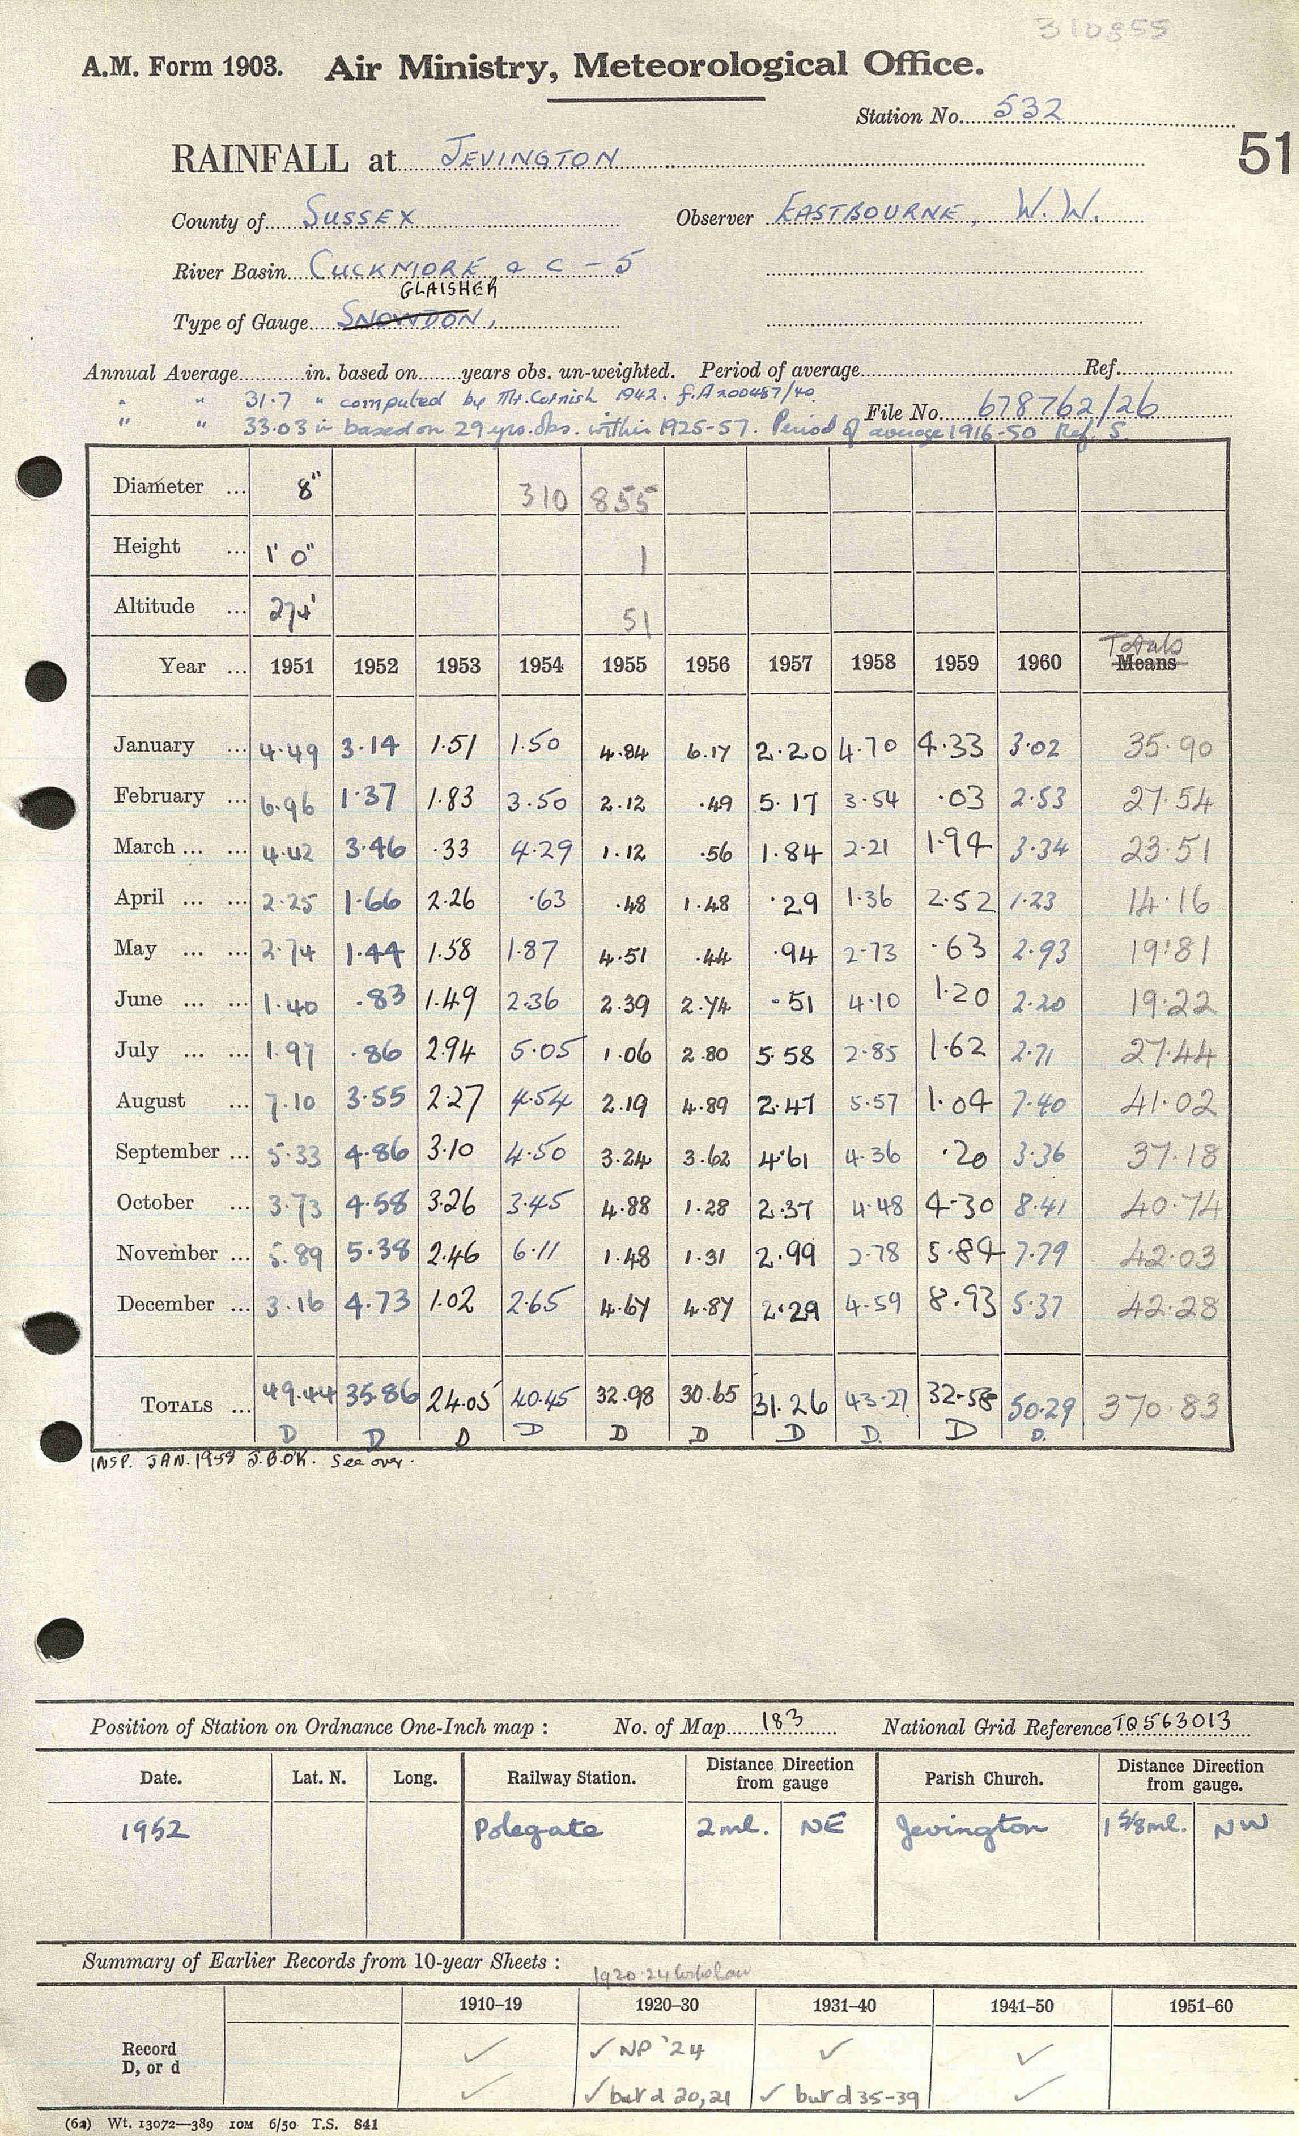 310855
A.M. Form 1903. Air Ministry, Meteorological Office.
Station No. 532
51
RAINFALL at JEVINGTON
County of SUSSEX Observer EASTBOURNE, W.W.
River Basin CUCKMORE & C - 5
GLAISHER
Type of Gauge SNOWDON,
Annual Average in. based on years obs. un-weighted. Period of average Ref.
" " 31.7 " computed by Mr. Cornish 1942. f. A200487/40
File No. 678762/26
" " 33.03 in based on 29 yrs. obs. within 1925-57. Period of average 1916-50 Ref. S.
Diameter ... 8" 310 855
Height ... 1' 0" 1
Altitude ... 274' 51
Totals
Year ... 1951 1952 1953 1954 1955 1956 1957 1958 1959 1960 Means
January ... 4.49 3.14 1.51 1.50 4.84 6.17 2.20 4.70 4.33 3.02 35.90
February ... 6.96 1.37 1.83 3.50 2.12 .49 5.17 3.54 .03 2.53 27.54
March ... ... 4.42 3.46 .33 4.29 1.12 .56 1.84 2.21 1.94 3.34 23.51
April ... ... 2.25 1.66 2.26 .63 .48 1.48 .29 1.36 2.52 1.23 14.16
May ... ... 2.74 1.44 1.58 1.87 4.51 .44 .94 2.73 .63 2.93 19.81
June ... ... 1.40 .83 1.49 2.36 2.39 2.74 .51 4.10 1.20 2.20 19.22
July ... ... 1.97 .86 2.94 5.05 1.06 2.80 5.58 2.85 1.62 2.71 27.44
August ... 7.10 3.55 2.27 4.54 2.19 4.89 2.47 5.57 1.04 7.40 41.02
September ... 5.33 4.86 3.10 4.50 3.24 3.62 4.61 4.36 .20 3.36 37.18
October ... 3.73 4.58 3.26 3.45 4.88 1.28 2.37 4.48 4.30 8.41 40.74
November ... 5.89 5.38 2.46 6.11 1.48 1.31 2.99 2.78 5.84 7.79 42.03
December ... 3.16 4.73 1.02 2.65 4.67 4.87 2.29 4.59 8.93 5.37 42.28
TOTALS ... 49.44 35.86 24.05 40.45 32.98 30.65 31.26 43.27 32.58 50.29 370.83
D D D D D D D D. D D.
INSP. JAN. 1958 J.B.O'K. See over.
Position of Station on Ordnance One-Inch map : No. of Map 183 National Grid Reference TQ563013
Date. Lat. N. Long. Railway Station. Distance Direction from gauge Parish Church. Distance Direction from gauge.
1952 Polegate 2ml. NE Jevington 1 5/8ml. NW
Summary of Earlier Records from 10-year Sheets :
1910–19 1920–30 1931–40 1941–50 1951–60
Record ✓ ✓ NP '24 ✓ ✓
D, or d ✓ ✓ but d 20, 21 ✓ but d 35-39 ✓
(62) Wt. 13072—389 10M 6/50 T.S. 841